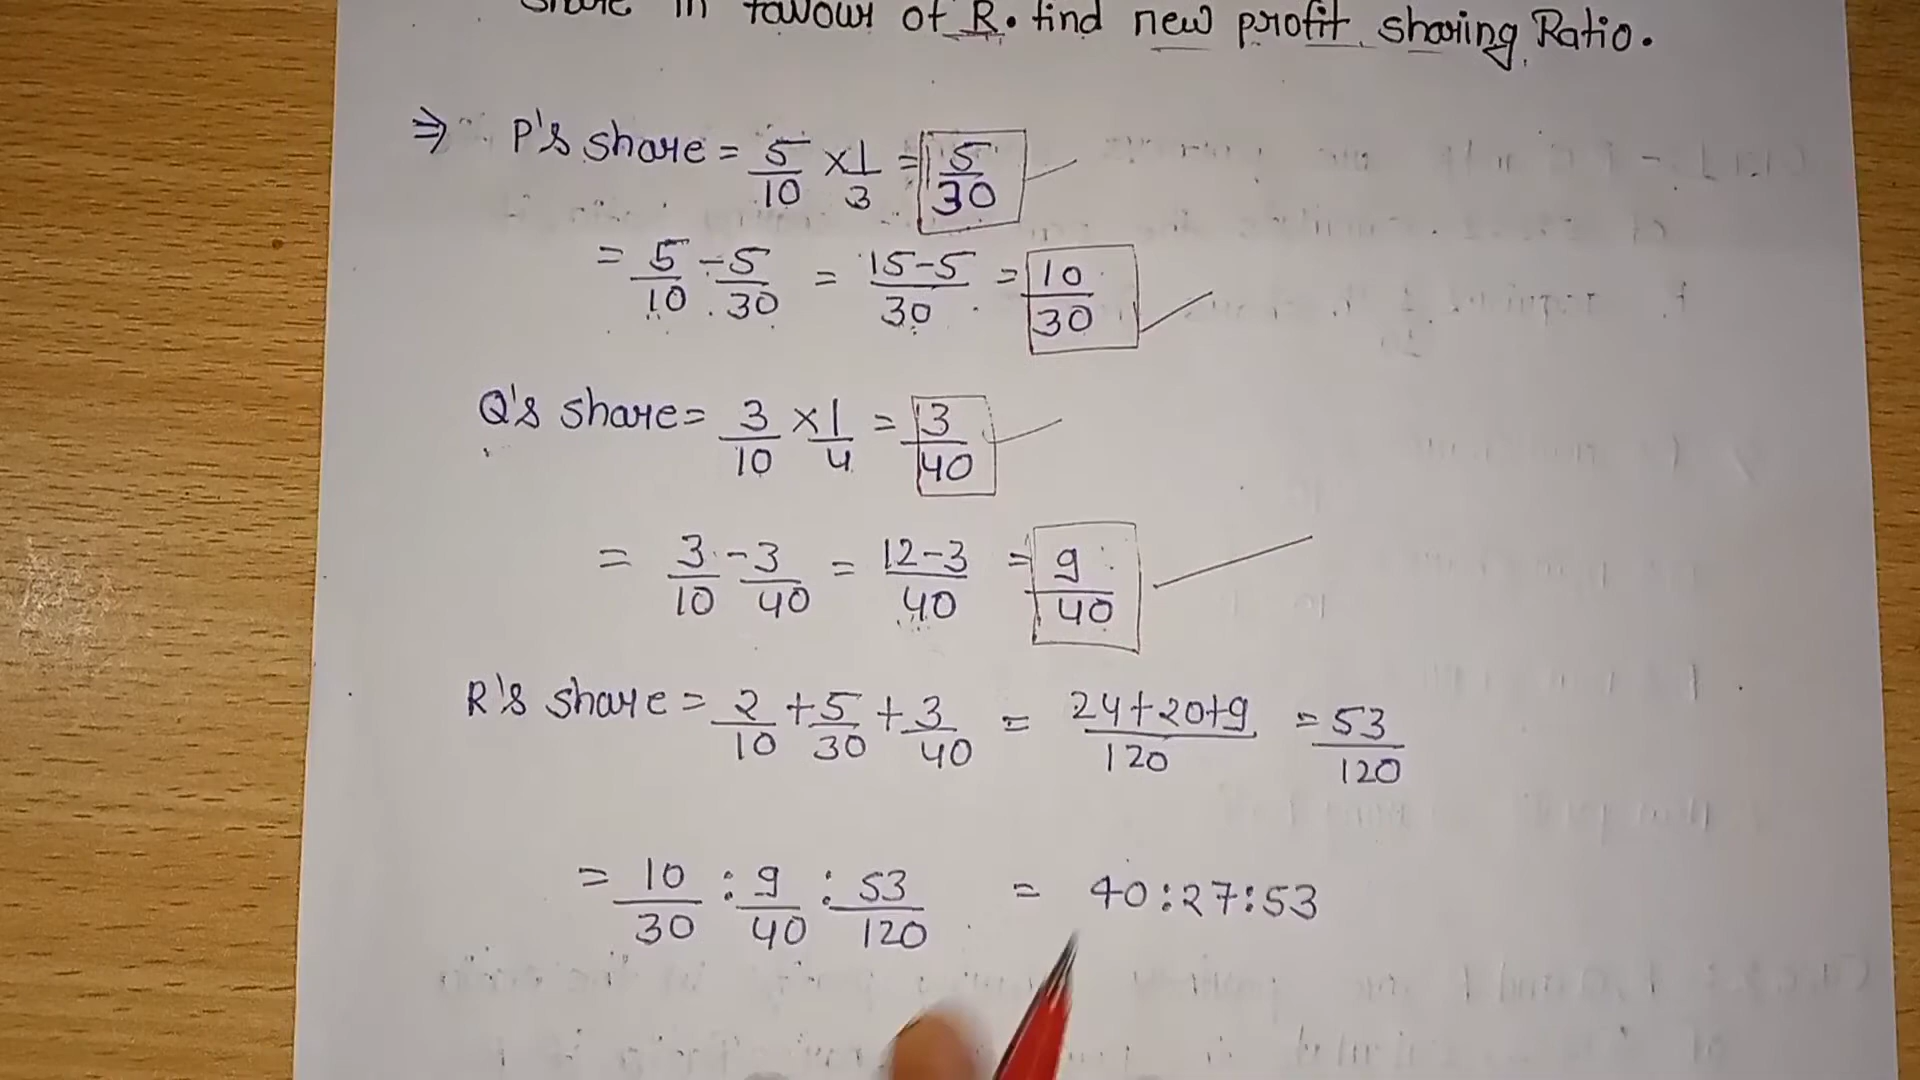 share in favour of R. find new profit sharing Ratio.
⇒ P's share = 5/10 × 1/3 = 5/30
= 5/10 - 5/30 = 15-5/30 = 10/30
Q's share = 3/10 × 1/4 = 3/40
= 3/10 - 3/40 = 12-3/40 = 9/40
R's share = 2/10 + 5/30 + 3/40 = 24+20+9/120 = 53/120
= 10/30 : 9/40 : 53/120 = 40:27:53